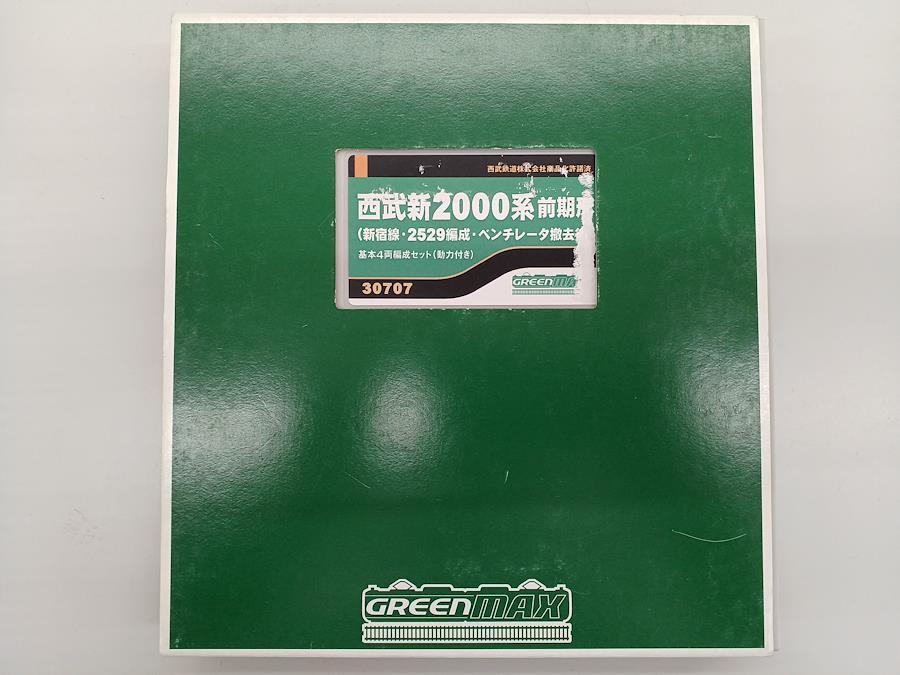 西武鉄道株式会社商品化許諾済
西武新2000系前期
(新宿線・2529編成・ベンチレータ撤去
基本4両編成セット(動力付き)
30707
GREENMA
GREENMAX